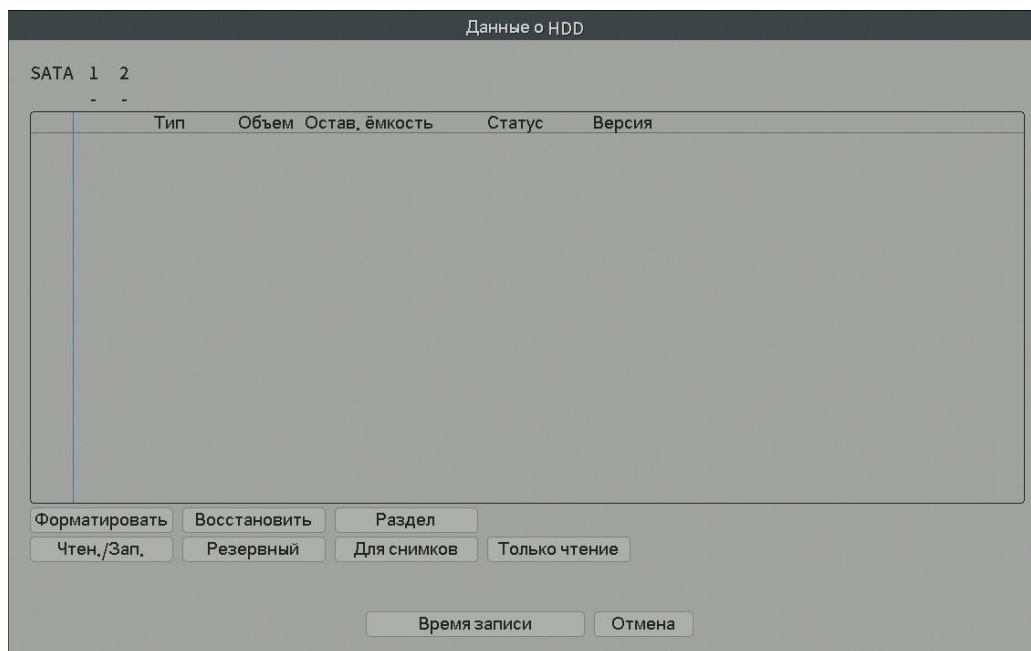 Данные о HDD
SATA 1 2
- -
Тип Объем Остав. ёмкость Статус Версия
Форматировать Восстановить Раздел
Чтен./Зап. Резервный Для снимков Только чтение
Время записи Отмена